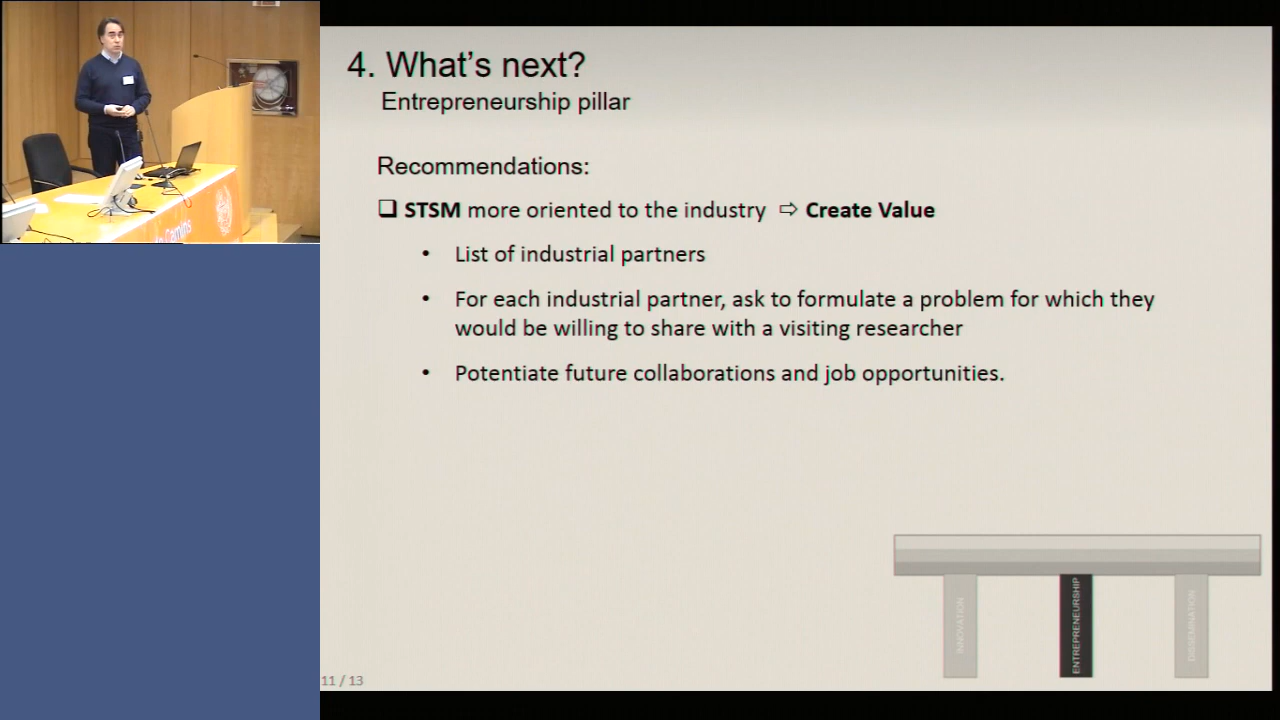 4. What's next?
Entrepreneurship pillar
Recommendations:
❑ STSM more oriented to the industry ⇨ Create Value
• List of industrial partners
• For each industrial partner, ask to formulate a problem for which they
would be willing to share with a visiting researcher
• Potentiate future collaborations and job opportunities.
INNOVATION
ENTREPRENEURSHIP
DISSEMINATION
11 / 13
Camins